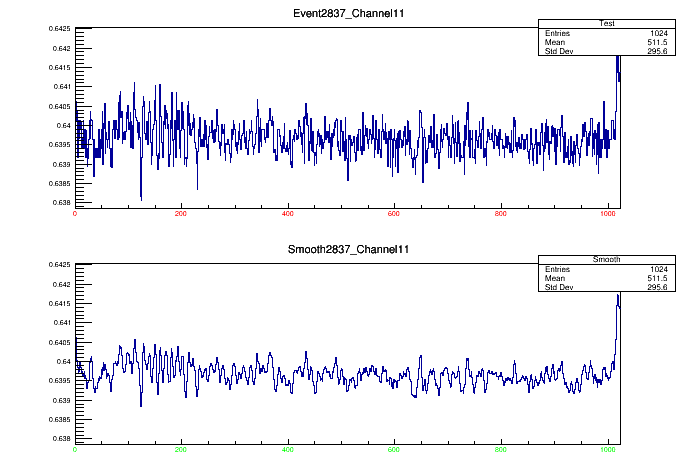 Event2837_Channel11
Test
Entries 1024
Mean 511.5
Std Dev 295.6
0.6425
0.642
0.6415
0.641
0.6405
0.64
0.6395
0.639
0.6385
0.638
0 200 400 600 800 1000
Smooth2837_Channel11
Smooth
Entries 1024
Mean 511.5
Std Dev 295.6
0.6425
0.642
0.6415
0.641
0.6405
0.64
0.6395
0.639
0.6385
0.638
0 200 400 600 800 1000